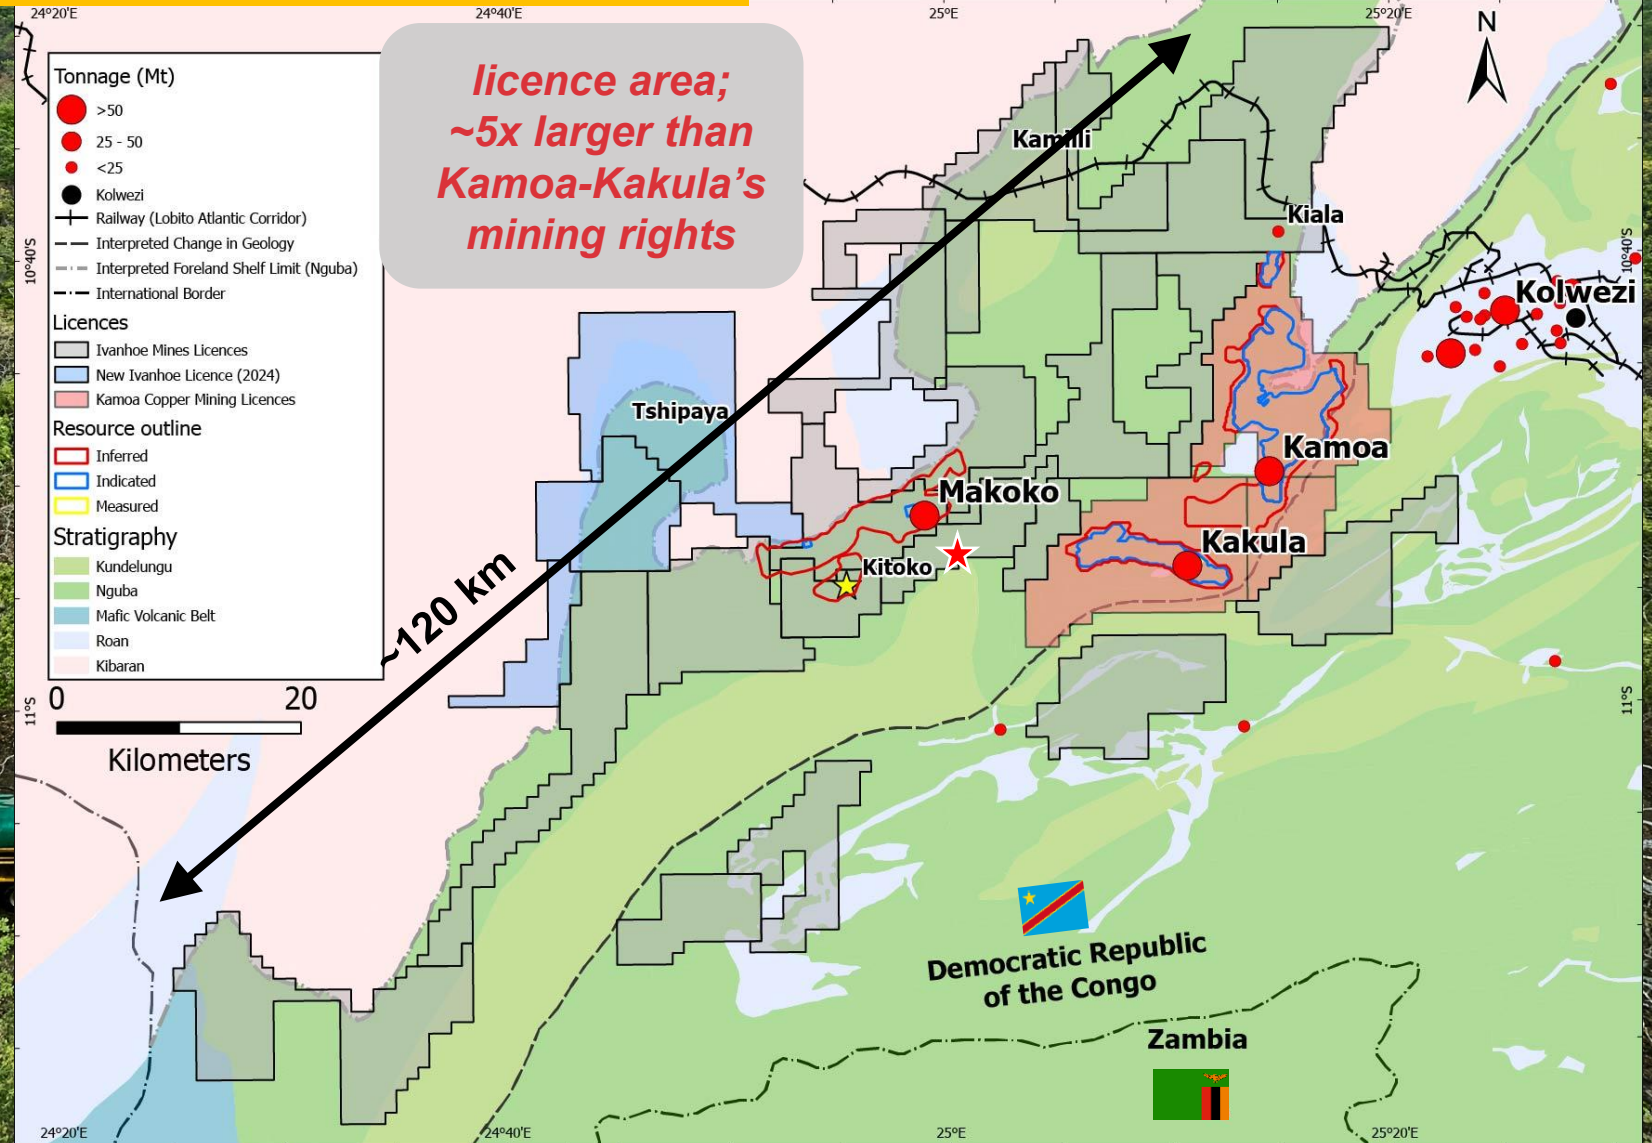 24°20'E
24°40'E
25°E
25°20'E
N
licence area;
~5x larger than
Kamoa-Kakula's
mining rights
Tonnage (Mt)
>50
25 - 50
<25
Kolwezi
Railway (Lobito Atlantic Corridor)
Interpreted Change in Geology
Interpreted Foreland Shelf Limit (Nguba)
International Border
Licences
Ivanhoe Mines Licences
New Ivanhoe Licence (2024)
Kamoa Copper Mining Licences
Resource outline
Inferred
Indicated
Measured
Stratigraphy
Kundelungu
Nguba
Mafic Volcanic Belt
Roan
Kibaran
0 20
Kilometers
10°40'S
10°40'S
11°S
11°S
Kamilli
Kiala
Kolwezi
Tshipaya
Kamoa
Makoko
Kakula
Kitoko
~120 km
Democratic Republic
of the Congo
Zambia
24°20'E
24°40'E
25°E
25°20'E